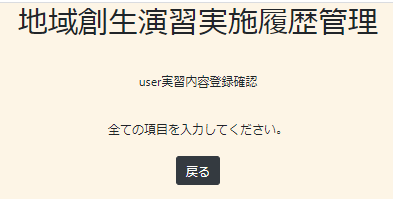 地域創生演習実施履歴管理
user実習内容登録確認
全ての項目を入力してください。
戻る